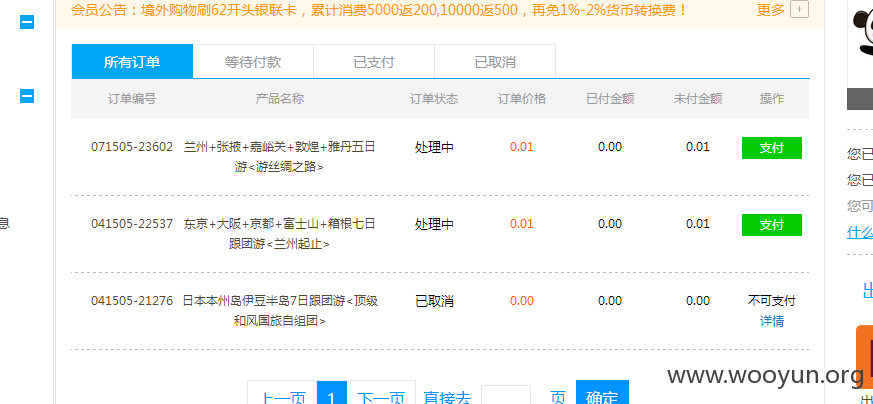 会员公告：境外购物刷62开头银联卡，累计消费5000返200,10000返500，再免1%-2%货币转换费！ 更多 +
所有订单 等待付款 已支付 已取消
订单编号 产品名称 订单状态 订单价格 已付金额 未付金额 操作
071505-23602 兰州+张掖+嘉峪关+敦煌+雅丹五日 处理中 0.01 0.00 0.01 支付
游<游丝绸之路>
041505-22537 东京+大阪+京都+富士山+箱根七日 处理中 0.01 0.00 0.01 支付
跟团游<兰州起止>
041505-21276 日本本州岛伊豆半岛7日跟团游<顶级 已取消 0.00 0.00 0.00 不可支付
和风国旅自组团> 详情
上一页 1 下一页 直接去 页 确定
息
您已
您已
您可
什么
出
www.wooyun.org